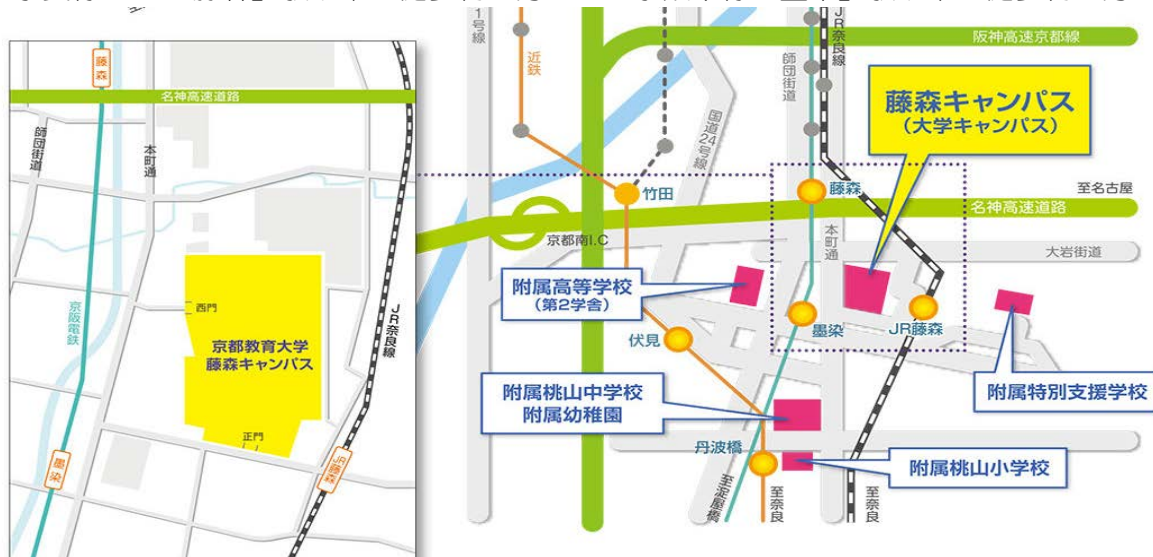 藤森
名神高速道路
師団街道
本町通
京阪電鉄
西門
京都教育大学
藤森キャンパス
正門
墨染
JR藤森
JR奈良線
1号線
近鉄
国道24号線
師団街道
JR奈良線
阪神高速京都線
藤森キャンパス
(大学キャンパス)
竹田
藤森
至名古屋
名神高速道路
京都南I.C
本町通
大岩街道
附属高等学校
(第2学舎)
伏見
墨染
JR藤森
附属特別支援学校
附属桃山中学校
附属幼稚園
丹波橋
附属桃山小学校
至淀屋橋
至奈良
至奈良